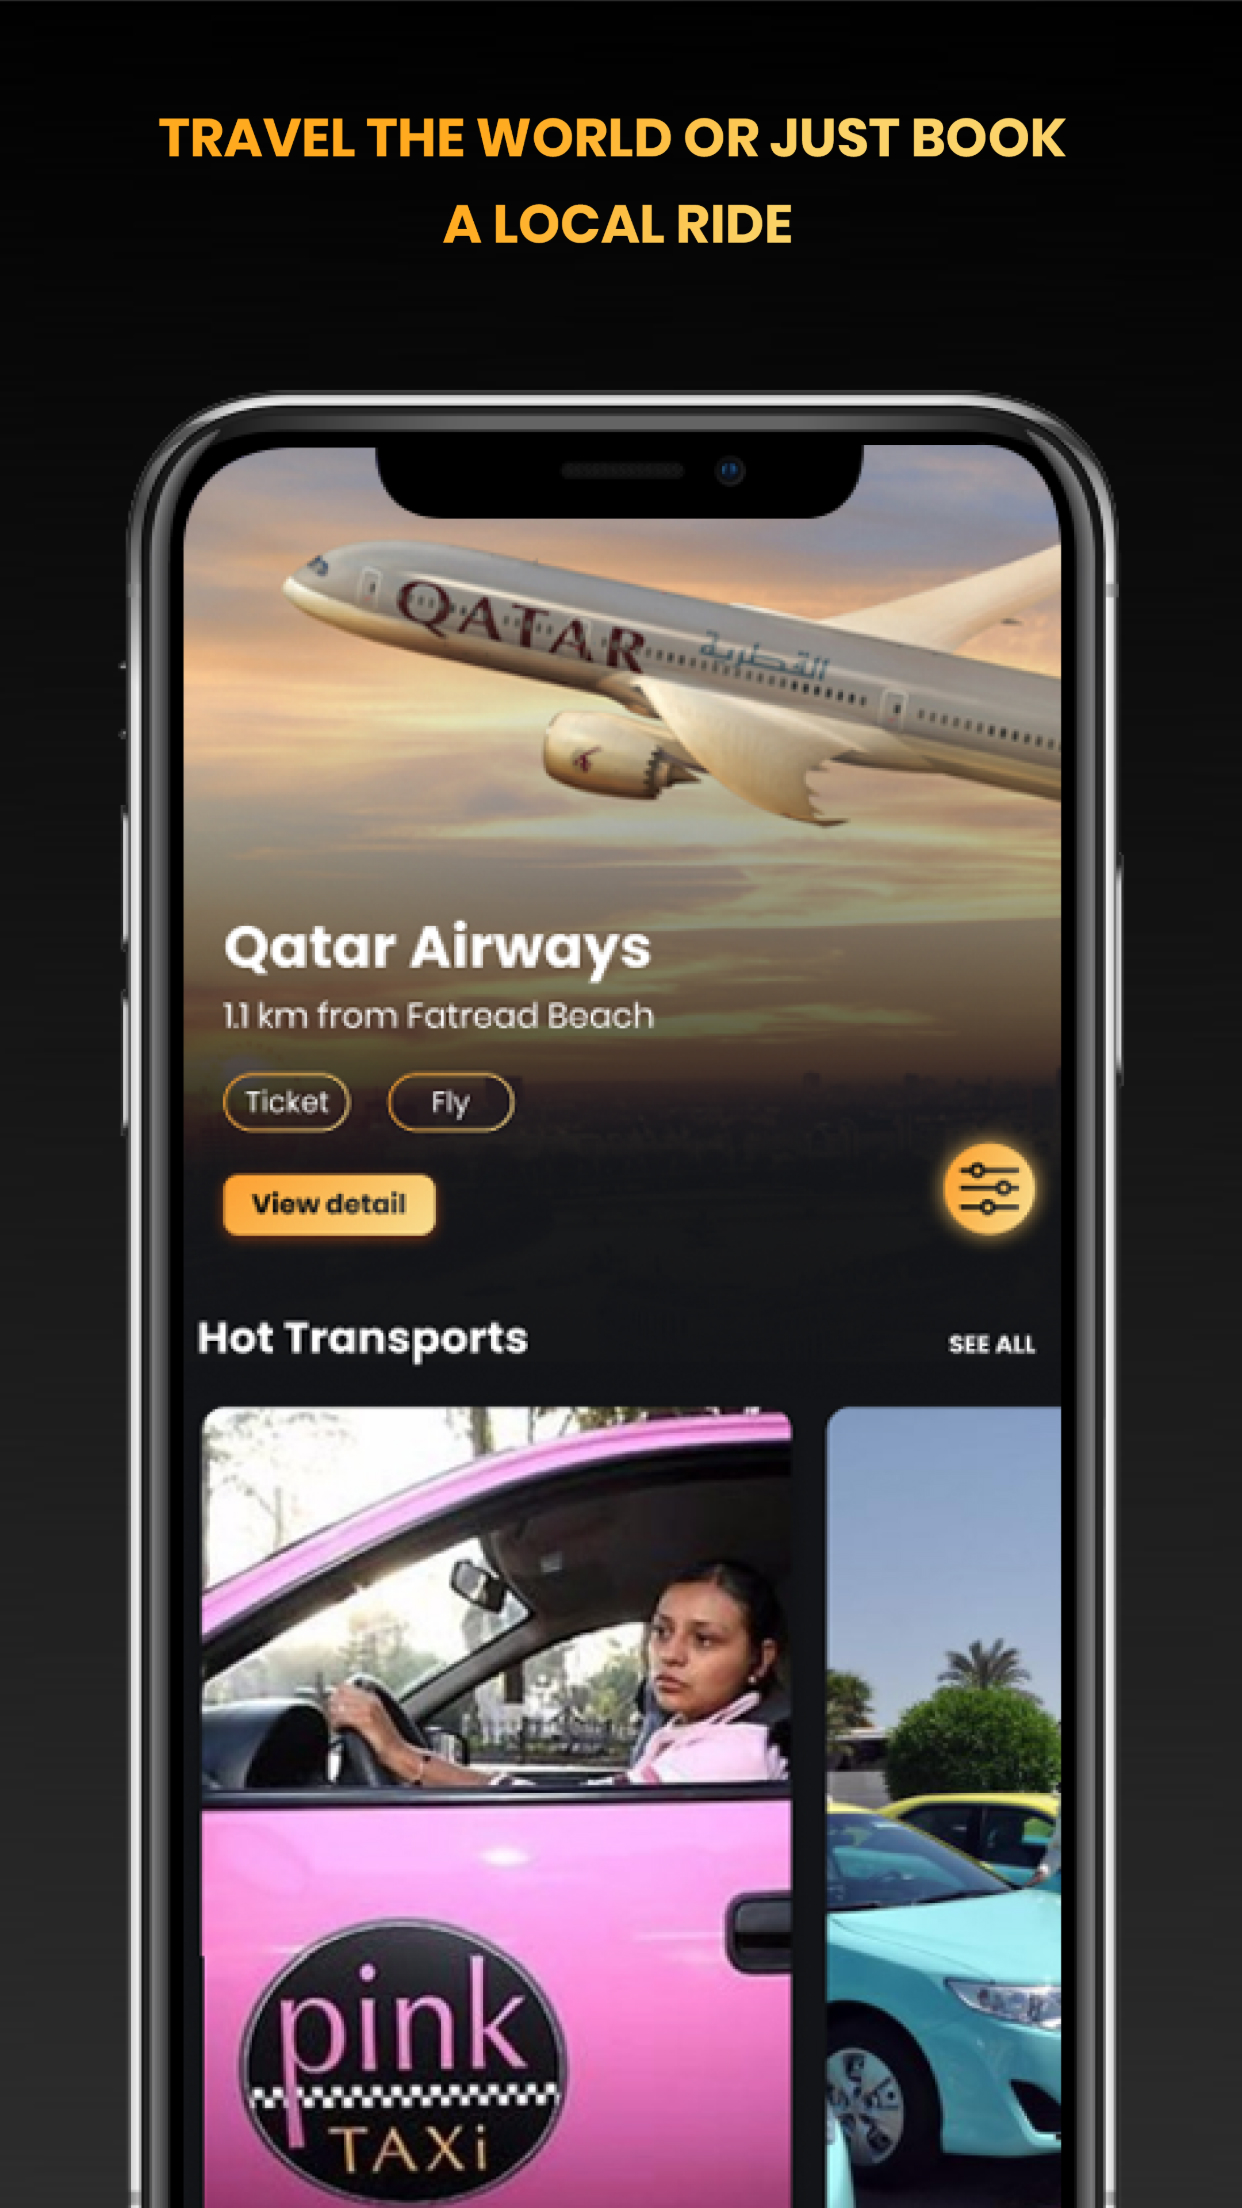 TRAVEL THE WORLD OR JUST BOOK
A LOCAL RIDE
QATAR القطرية
Qatar Airways
1.1 km from Fatread Beach
Ticket Fly
View detail
Hot Transports SEE ALL
pink
TAXi